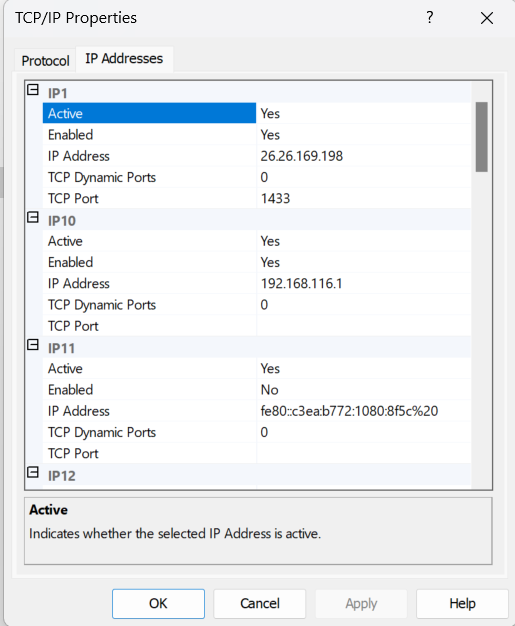 TCP/IP Properties ? ×
Protocol IP Addresses
IP1
Active Yes
Enabled Yes
IP Address 26.26.169.198
TCP Dynamic Ports 0
TCP Port 1433
IP10
Active Yes
Enabled Yes
IP Address 192.168.116.1
TCP Dynamic Ports 0
TCP Port
IP11
Active Yes
Enabled No
IP Address fe80::c3ea:b772:1080:8f5c%20
TCP Dynamic Ports 0
TCP Port
IP12
Active
Indicates whether the selected IP Address is active.
OK Cancel Apply Help